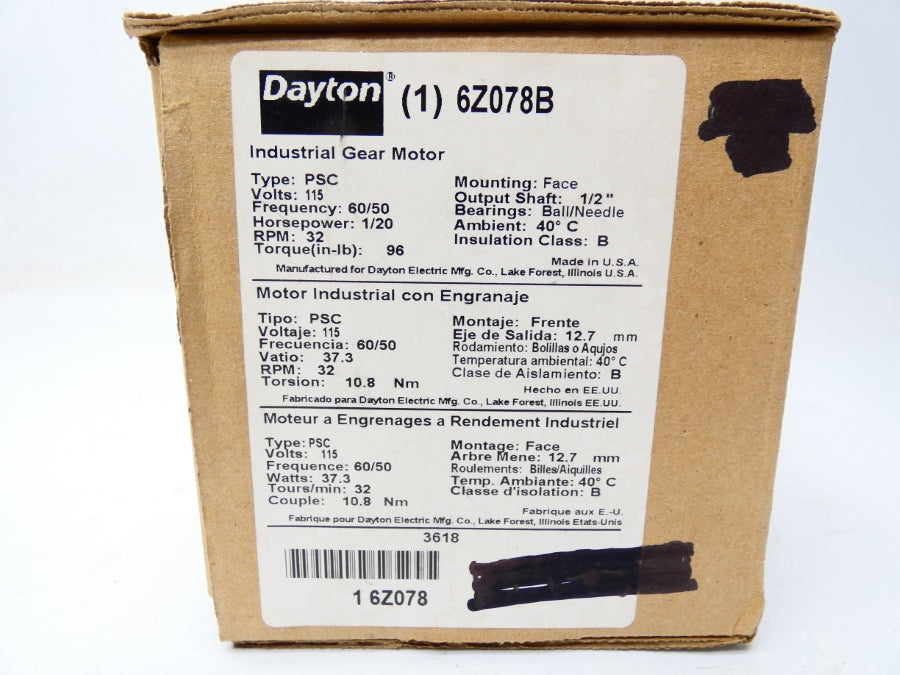 Dayton® (1) 6Z078B
Industrial Gear Motor
Type: PSC
Volts: 115
Frequency: 60/50
Horsepower: 1/20
RPM: 32
Torque(in-lb): 96
Mounting: Face
Output Shaft: 1/2"
Bearings: Ball/Needle
Ambient: 40° C
Insulation Class: B
Made in U.S.A.
Manufactured for Dayton Electric Mfg. Co., Lake Forest, Illinois U.S.A.
Motor Industrial con Engranaje
Tipo: PSC
Voltaje: 115
Frecuencia: 60/50
Vatio: 37.3
RPM: 32
Torsion: 10.8 Nm
Montaje: Frente
Eje de Salida: 12.7 mm
Rodamiento: Bolillas o Aqujos
Temperatura ambiental: 40° C
Clase de Aislamiento: B
Hecho en EE.UU.
Fabricado para Dayton Electric Mfg. Co., Lake Forest, Illinois EE.UU.
Moteur a Engrenages a Rendement Industriel
Type: PSC
Volts: 115
Frequence: 60/50
Watts: 37.3
Tours/min: 32
Couple: 10.8 Nm
Montage: Face
Arbre Mene: 12.7 mm
Roulements: Billes/Aiquilles
Temp. Ambiante: 40° C
Classe d'isolation: B
Fabrique aux E.-U.
Fabrique pour Dayton Electric Mfg. Co., Lake Forest, Illinois Etats-Unis
3618
1 6Z078